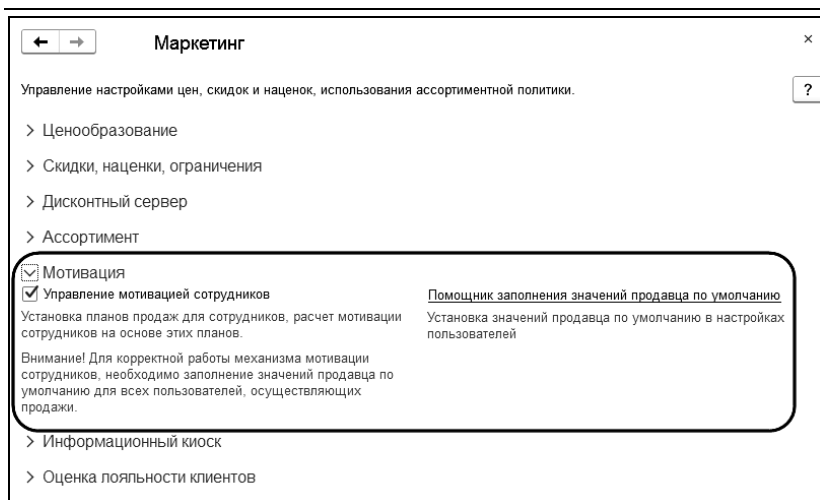 Маркетинг
Управление настройками цен, скидок и наценок, использования ассортиментной политики.
?
Ценообразование
Скидки, наценки, ограничения
Дисконтный сервер
Ассортимент
Мотивация
Управление мотивацией сотрудников
Установка планов продаж для сотрудников, расчет мотивации
сотрудников на основе этих планов.
Внимание! Для корректной работы механизма мотивации
сотрудников, необходимо заполнение значений продавца по
умолчанию для всех пользователей, осуществляющих
продажи.
Помощник заполнения значений продавца по умолчанию
Установка значений продавца по умолчанию в настройках
пользователей
Информационный киоск
Оценка лояльности клиентов